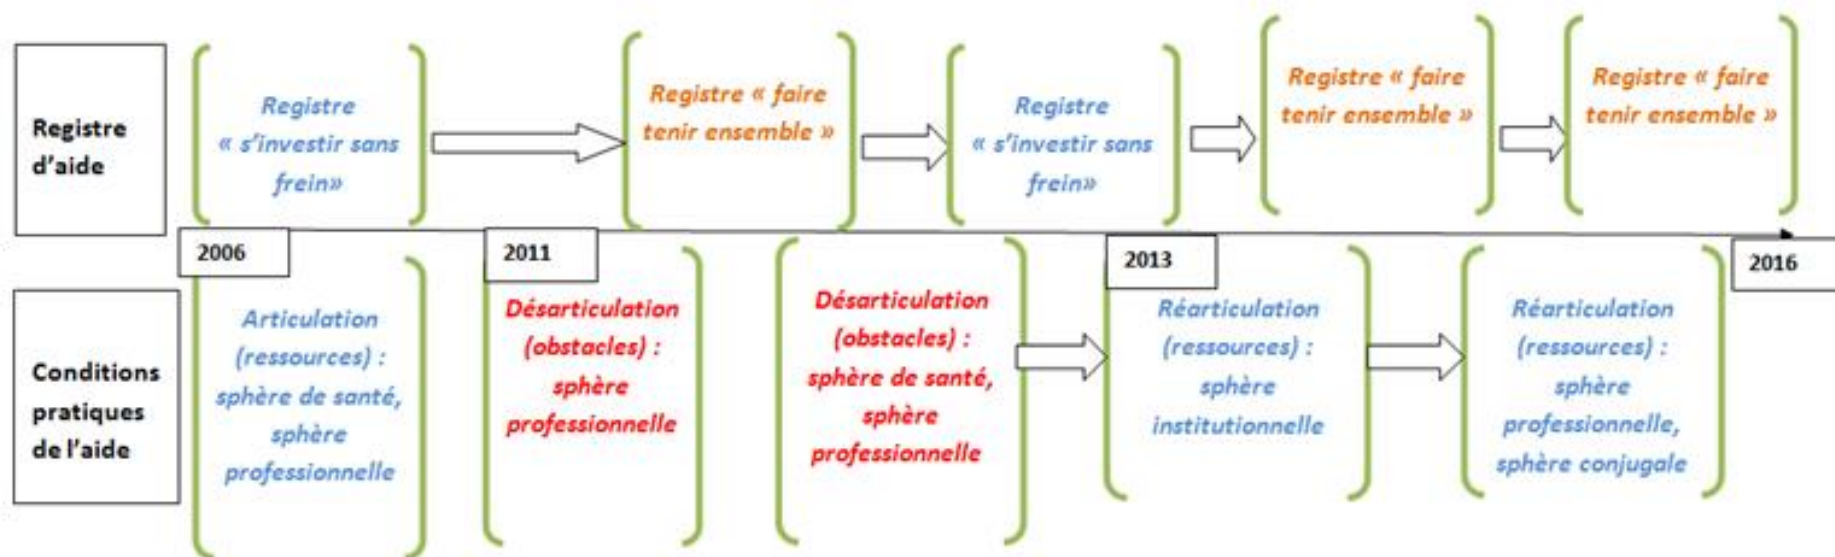 Registre
d'aide
Registre
« s'investir sans
frein»
Registre « faire
tenir ensemble »
Registre
« s'investir sans
frein»
Registre « faire
tenir ensemble »
Registre « faire
tenir ensemble »
2006
2011
2013
2016
Conditions
pratiques
de l'aide
Articulation
(ressources) :
sphère de santé,
sphère
professionnelle
Désarticulation
(obstacles) :
sphère
professionnelle
Désarticulation
(obstacles) :
sphère de santé,
sphère
professionnelle
Réarticulation
(ressources) :
sphère
institutionnelle
Réarticulation
(ressources) :
sphère
professionnelle,
sphère conjugale